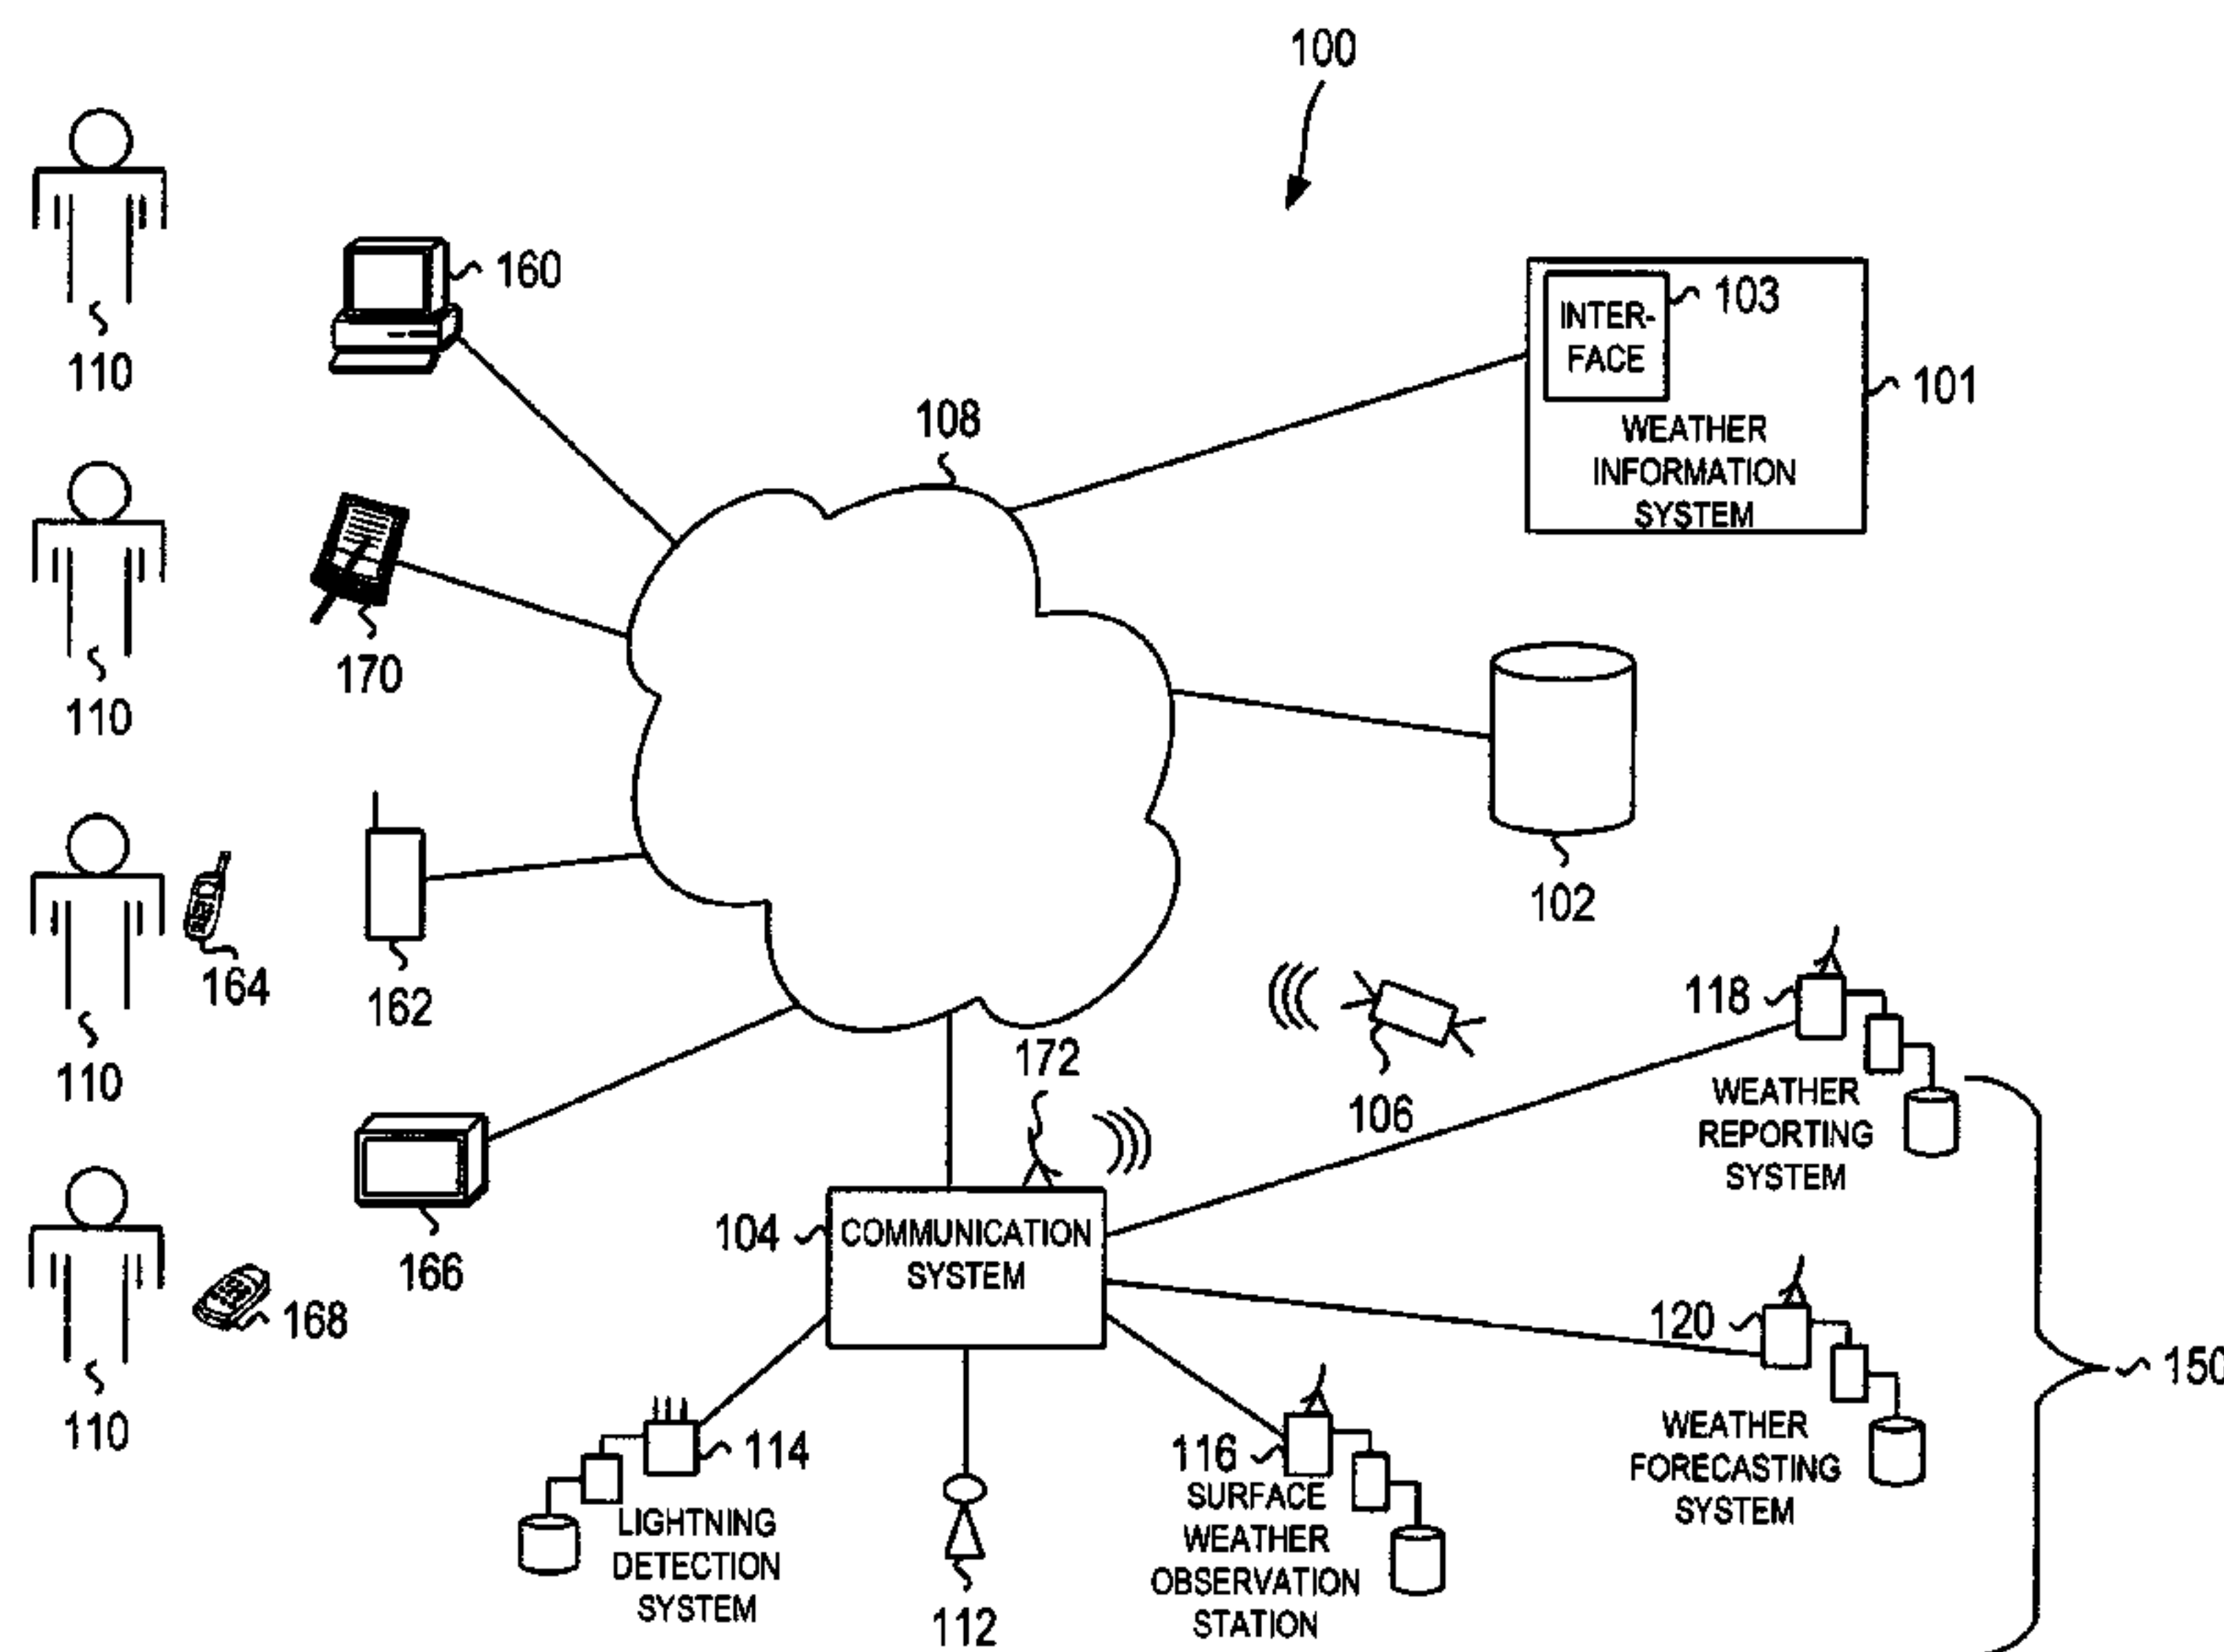 100
160
INTER-
FACE
103
101
WEATHER
INFORMATION
SYSTEM
110
108
170
110
102
164
162
110
118
172
106
WEATHER
REPORTING
SYSTEM
104
COMMUNICATION
SYSTEM
166
168
110
120
150
WEATHER
FORECASTING
SYSTEM
114
LIGHTNING
DETECTION
SYSTEM
112
116
SURFACE
WEATHER
OBSERVATION
STATION